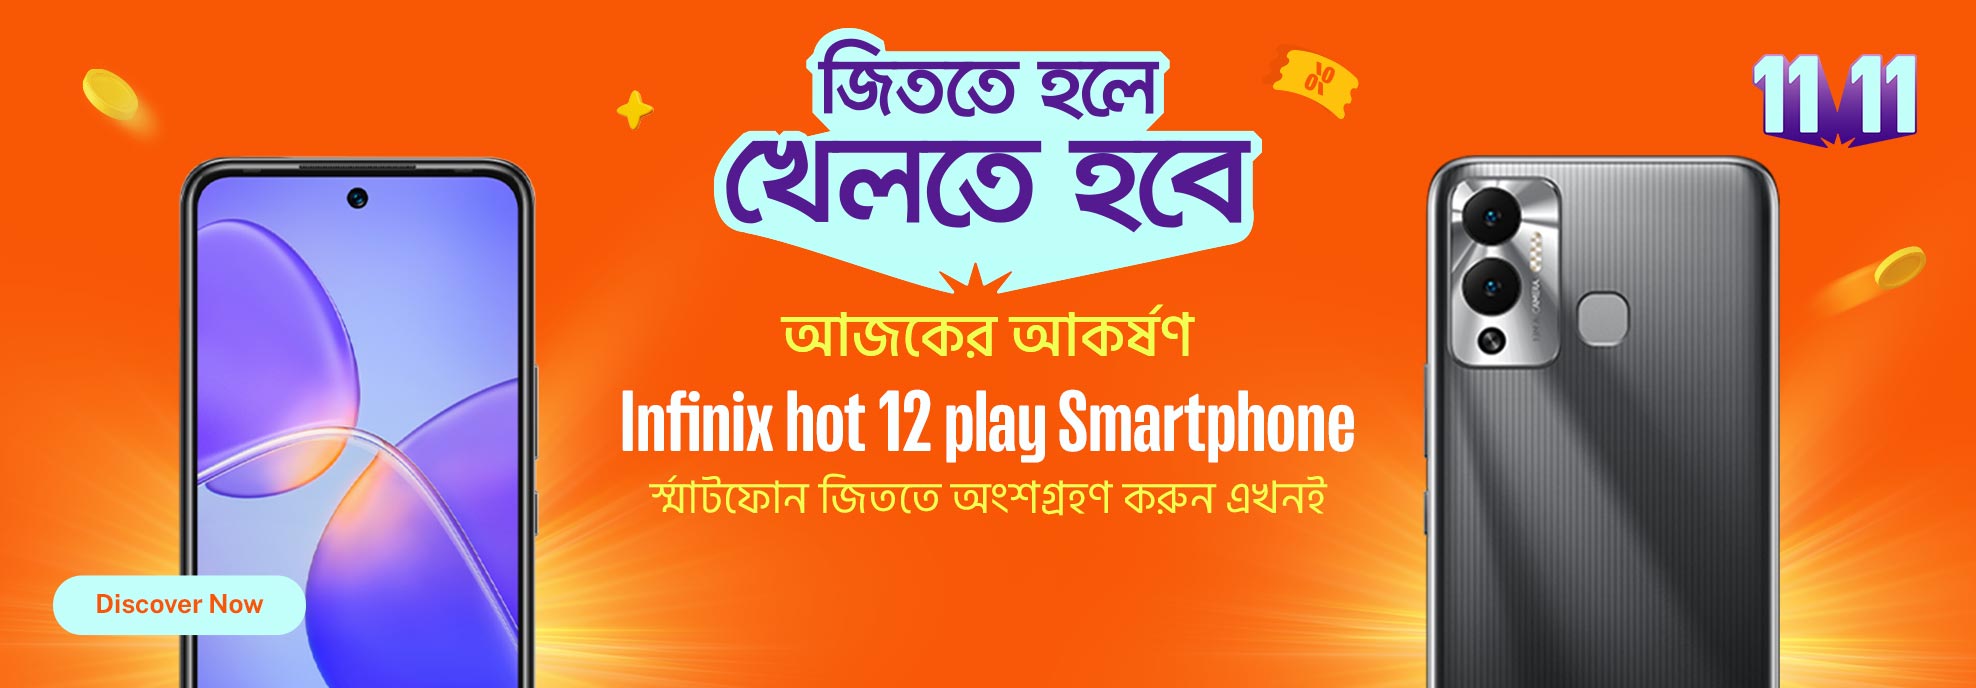 জিততে হলে
খেলতে হবে
11 11
আজকের আকর্ষণ
Infinix hot 12 play Smartphone
র্স্মাটফোন জিততে অংশগ্রহণ করুন এখনই
Discover Now